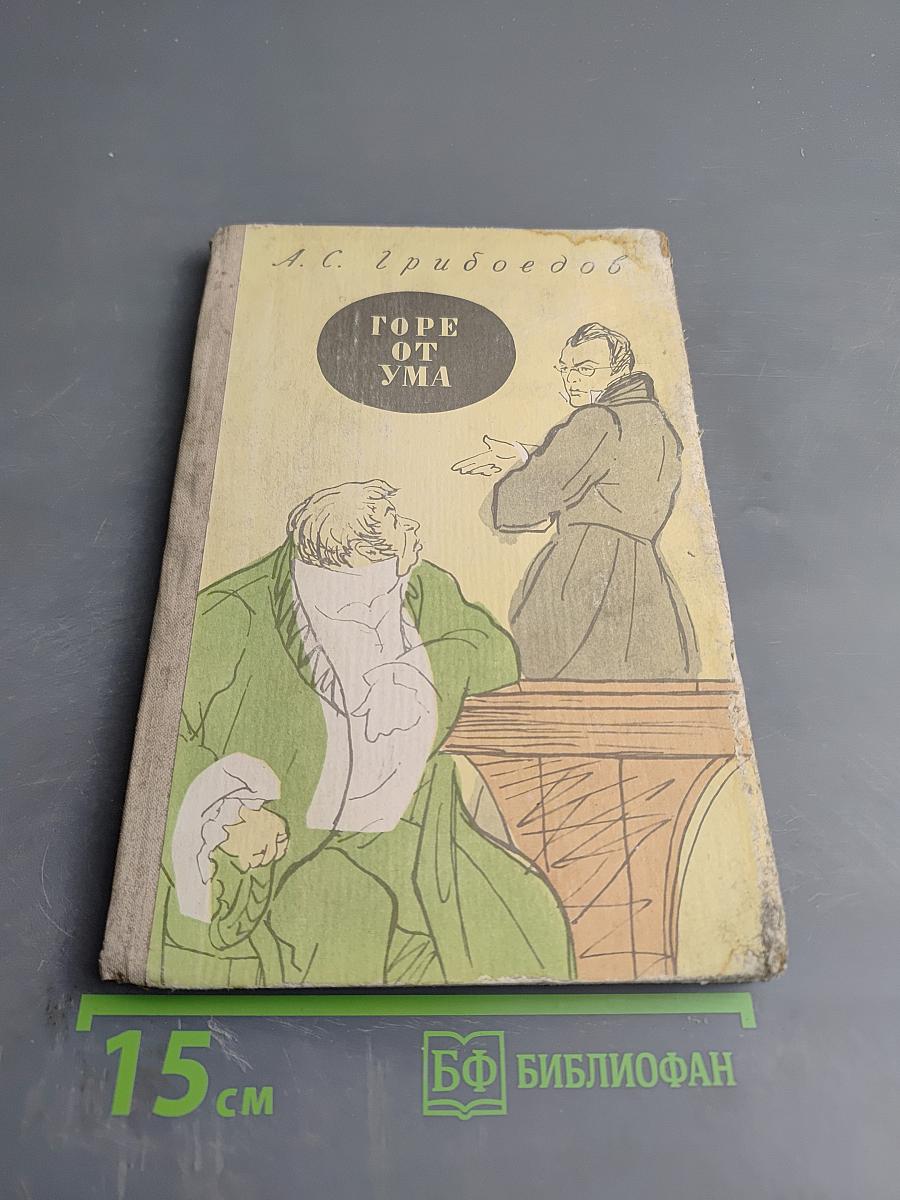 А. С. Грибоедов
ГОРЕ
ОТ
УМА
15 см
БФ БИБЛИОФАН